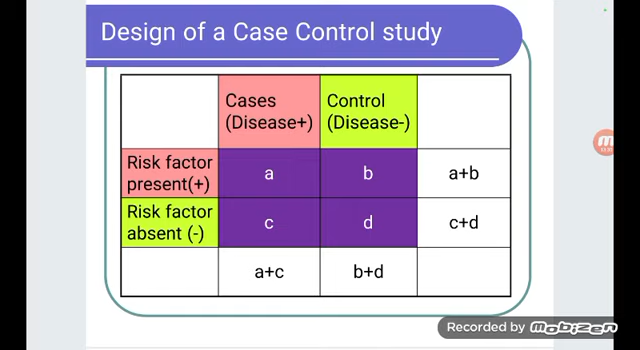 Design of a Case Control study
Cases Control
(Disease+) (Disease-)
Risk factor
present(+) a b a+b
Risk factor
absent (-) c d c+d
a+c b+d
Recorded by mobizen